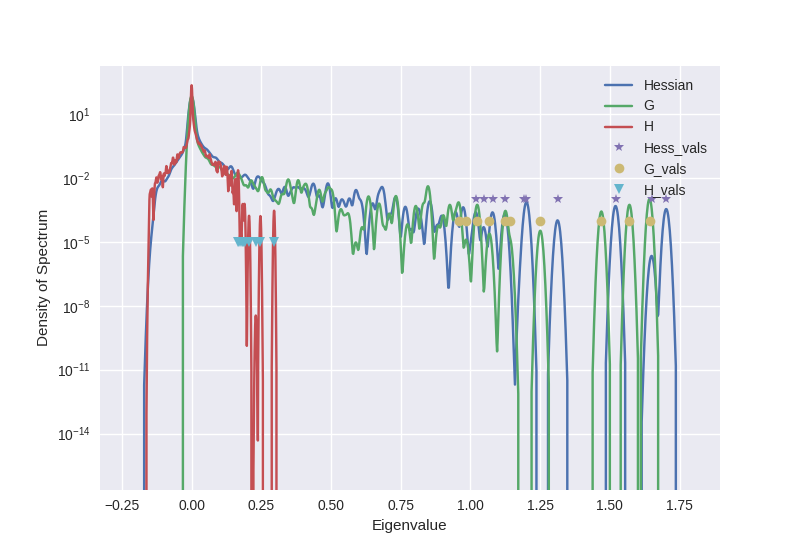 Hessian
G
H
Hess_vals
G_vals
H_vals
10^1
10^-2
10^-5
10^-8
10^-11
10^-14
Density of Spectrum
−0.25 0.00 0.25 0.50 0.75 1.00 1.25 1.50 1.75
Eigenvalue